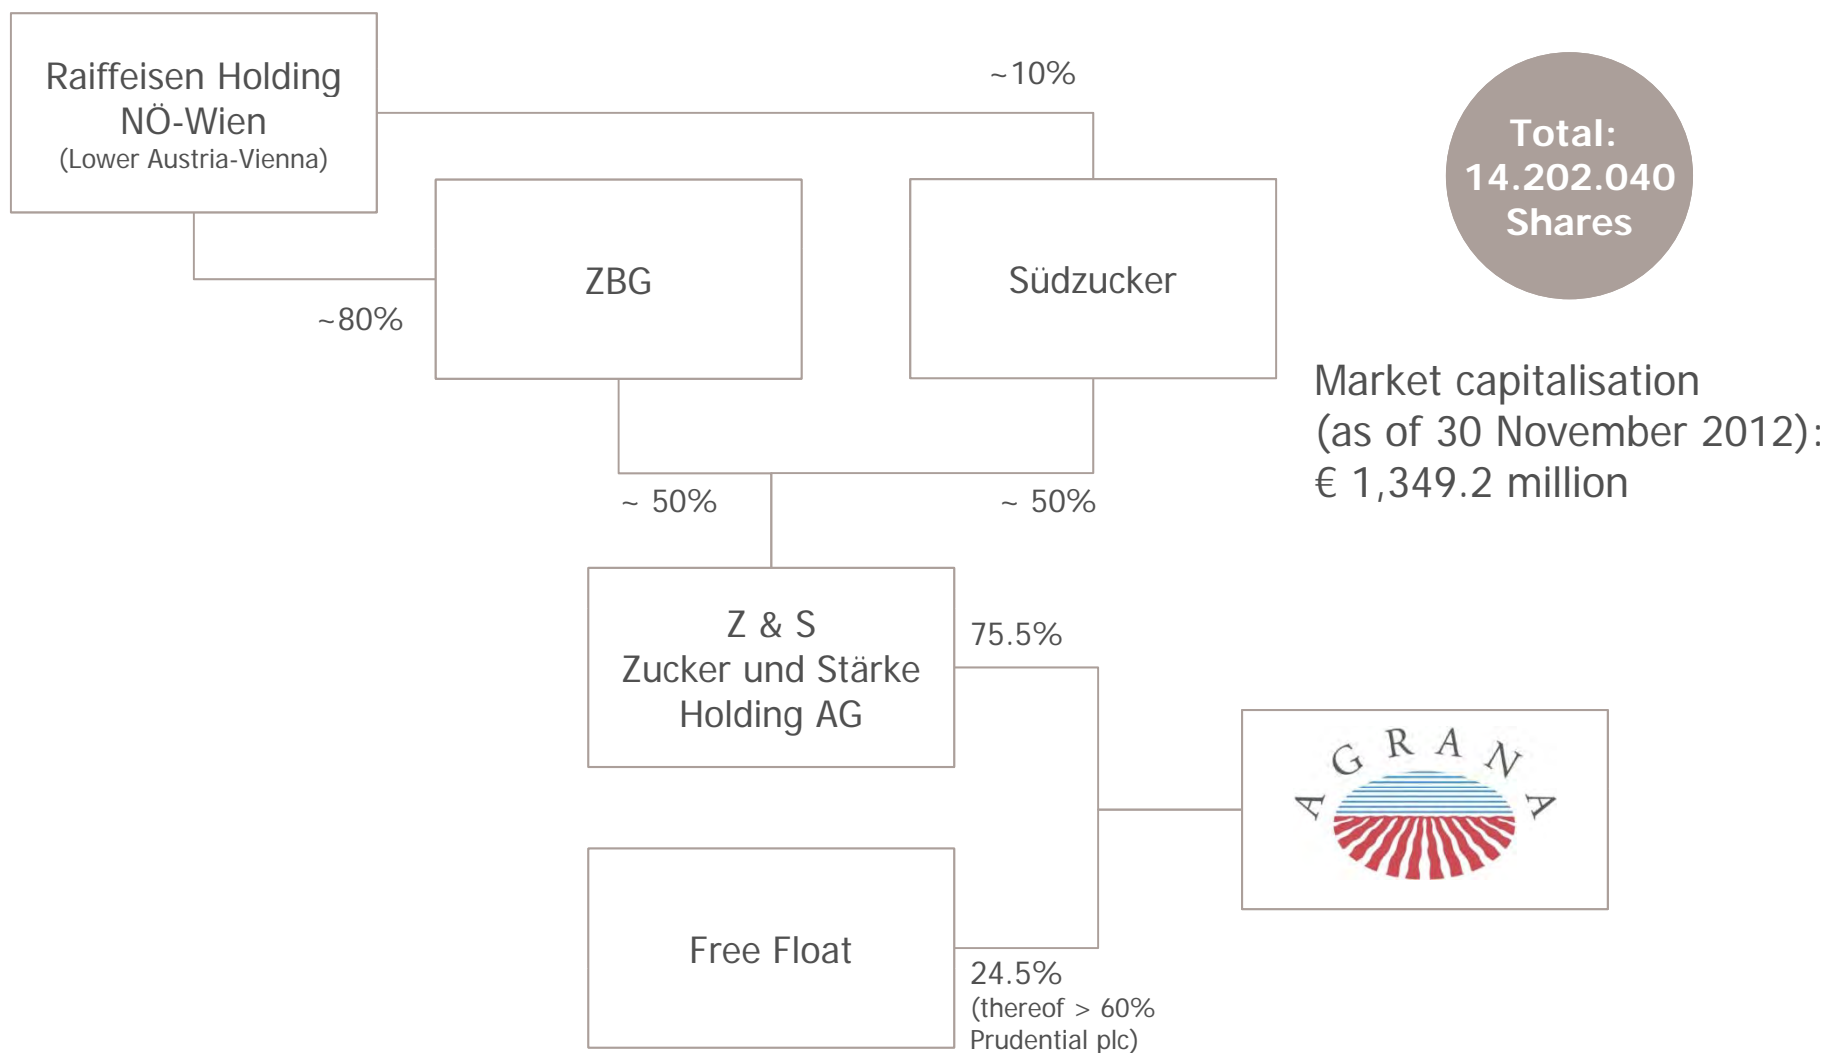 Raiffeisen Holding
NÖ-Wien
(Lower Austria-Vienna)
~10%
Total:
14.202.040
Shares
ZBG
Südzucker
~80%
Market capitalisation
(as of 30 November 2012):
€ 1,349.2 million
~ 50%
~ 50%
Z & S
Zucker und Stärke
Holding AG
75.5%
AGRANA
Free Float
24.5%
(thereof > 60%
Prudential plc)